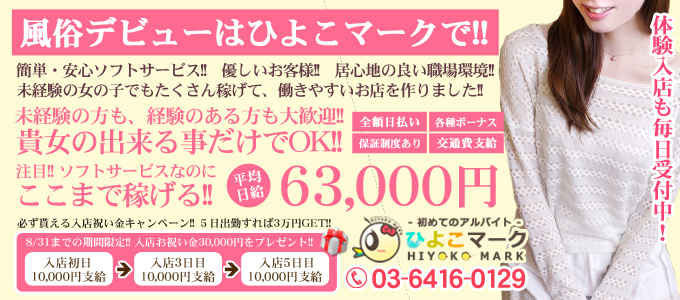 風俗デビューはひよこマークで!!
簡単・安心ソフトサービス!! 優しいお客様!! 居心地の良い職場環境!!
未経験の女の子でもたくさん稼げて、働きやすいお店を作りました!!
未経験の方も、経験のある方も大歓迎!!
貴女の出来る事だけでOK!!
全額日払い 各種ボーナス
保証制度あり 交通費支給
注目!! ソフトサービスなのに
ここまで稼げる!!
平均
日給
63,000円
必ず貰える入店祝い金キャンペーン!! 5日出勤すれば3万円GET!!
8/31までの期間限定!! 入店お祝い金30,000円をプレゼント!!
入店初日
10,000円支給
入店3日目
10,000円支給
入店5日目
10,000円支給
- 初めてのアルバイト -
ひよこマーク
HIYOKO MARK
03-6416-0129
体験入店も毎日受付中!